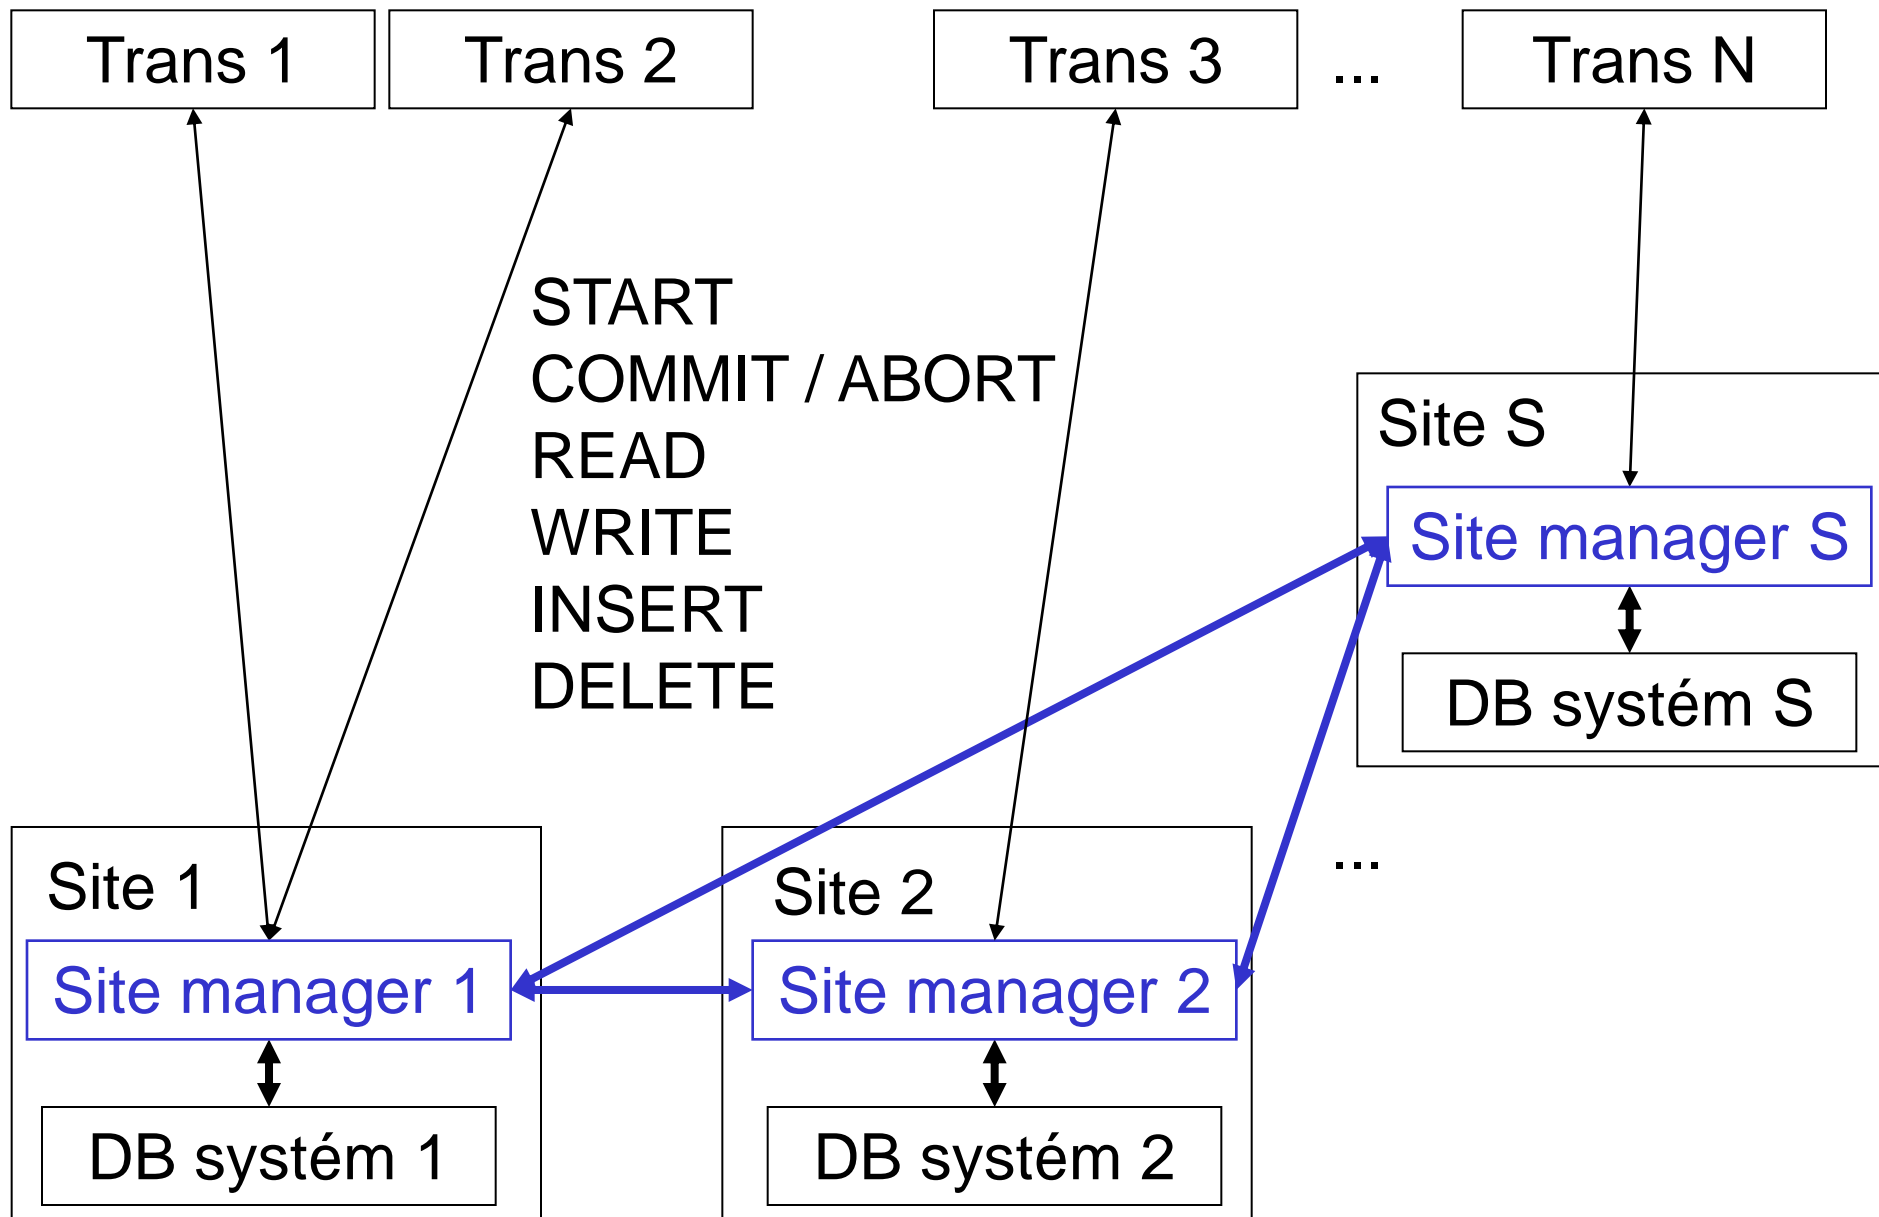 Trans 1
Trans 2
Trans 3
...
Trans N
START
COMMIT / ABORT
READ
WRITE
INSERT
DELETE
Site S
Site manager S
DB systém S
...
Site 1
Site manager 1
DB systém 1
Site 2
Site manager 2
DB systém 2